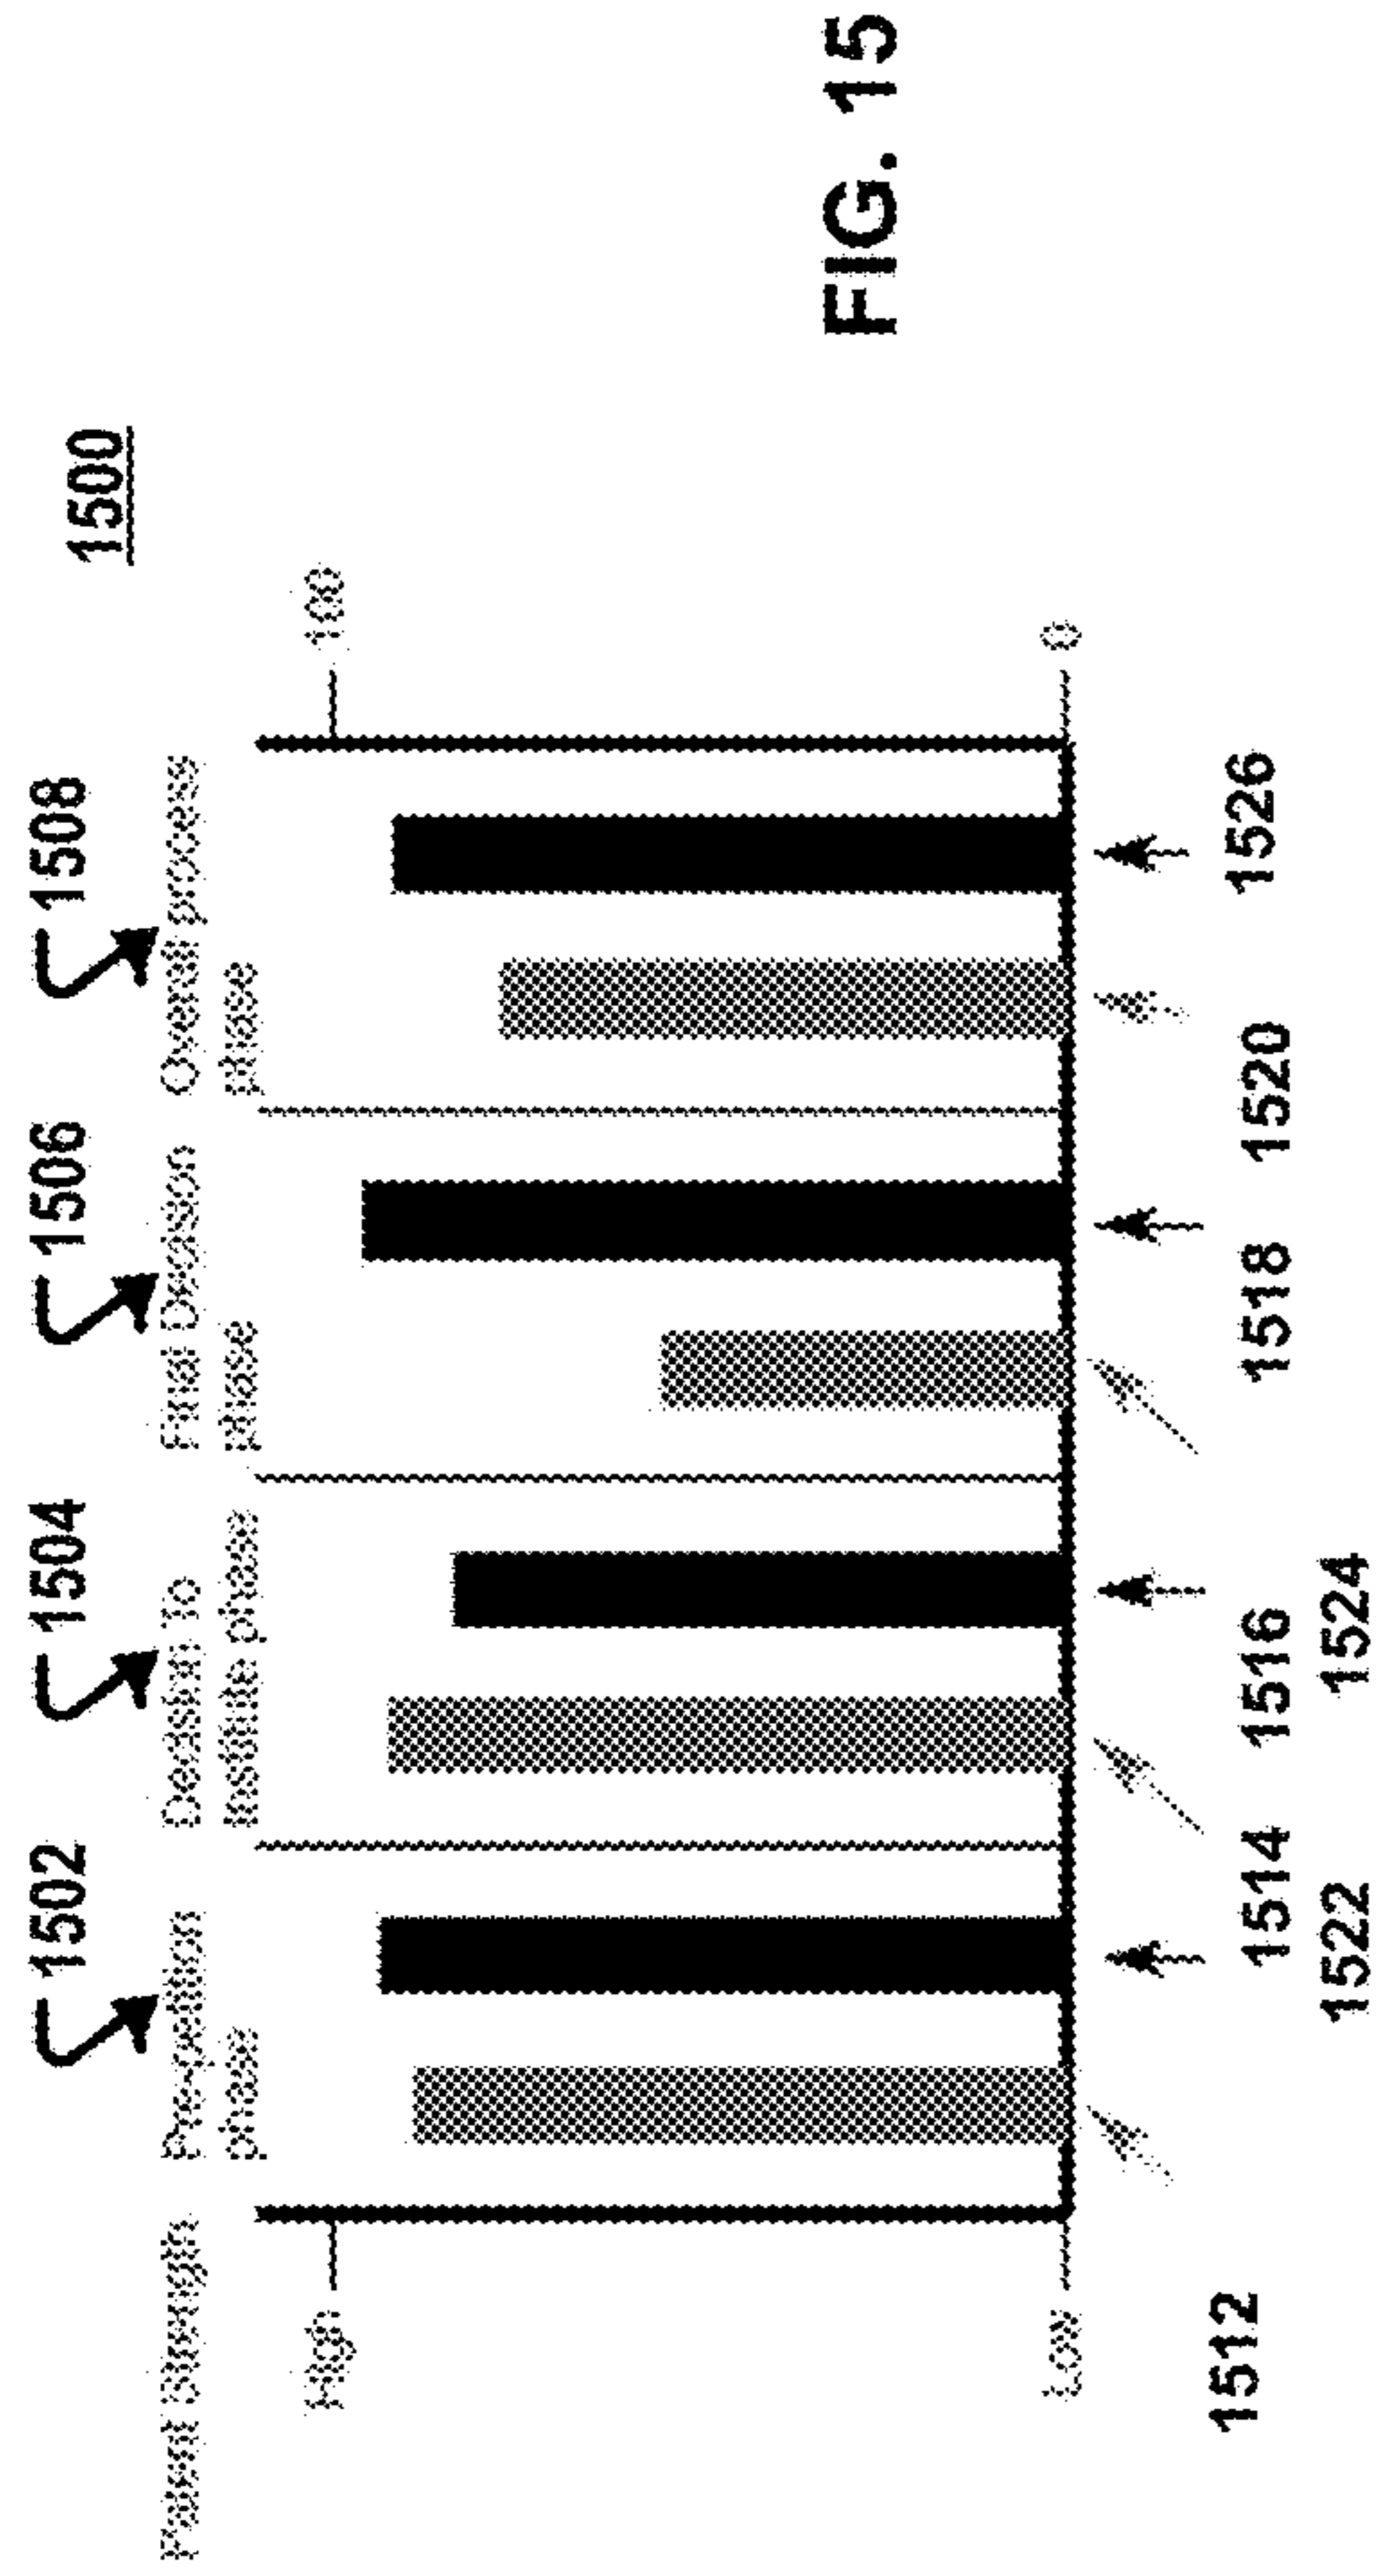 1500
1502
1504
1506
1508
Patent Strength
Pre-petition
phase
Decision To
Institute phase
Final Decision
phase
Overall process
phase
High
100
Low
0
1512
1514
1516
1518
1520
1526
1522
1524
FIG. 15